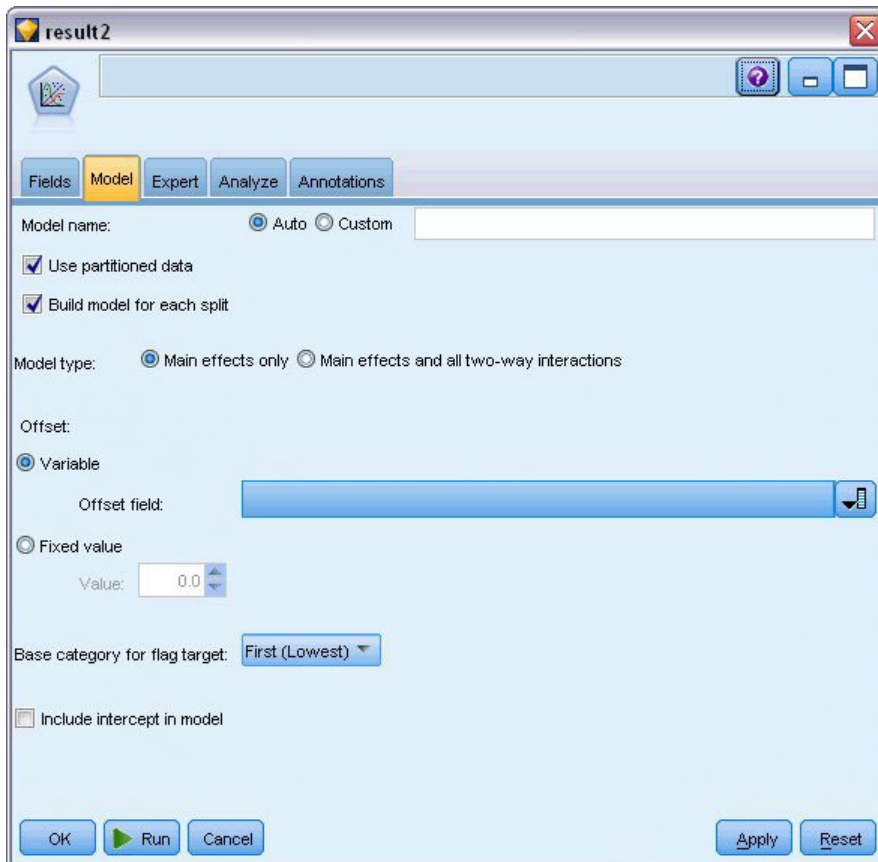 result2
Fields Model Expert Analyze Annotations
Model name: Auto Custom
Use partitioned data
Build model for each split
Model type: Main effects only Main effects and all two-way interactions
Offset:
Variable
Offset field:
Fixed value
Value: 0.0
Base category for flag target: First (Lowest)
Include intercept in model
OK Run Cancel Apply Reset